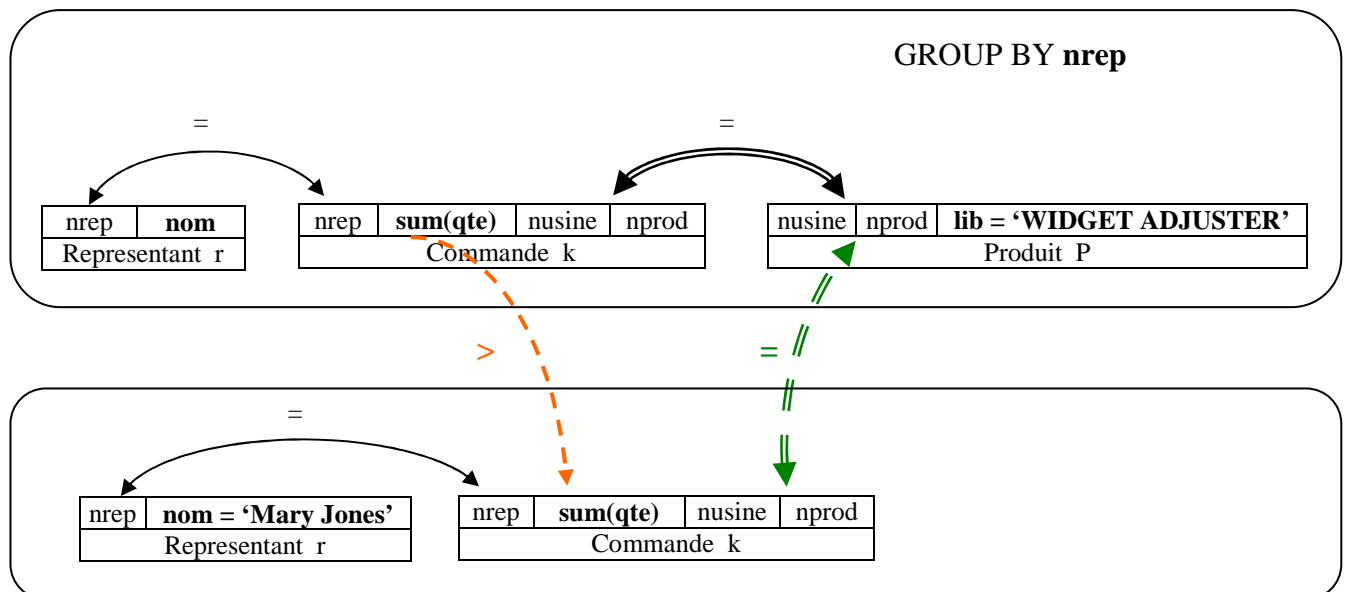 GROUP BY nrep
= =
nrep nom nrep sum(qte) nusine nprod nusine nprod lib = ‘WIDGET ADJUSTER’
Representant r Commande k Produit P
> =
=
nrep nom = ‘Mary Jones’ nrep sum(qte) nusine nprod
Representant r Commande k